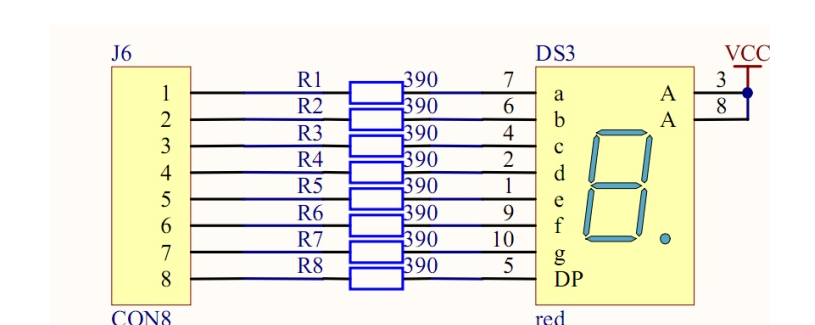 J6 DS3 VCC
1 R1 390 7 a A 3
2 R2 390 6 b A 8
3 R3 390 4 c
4 R4 390 2 d
5 R5 390 1 e
6 R6 390 9 f
7 R7 390 10 g
8 R8 390 5 DP
CON8 red